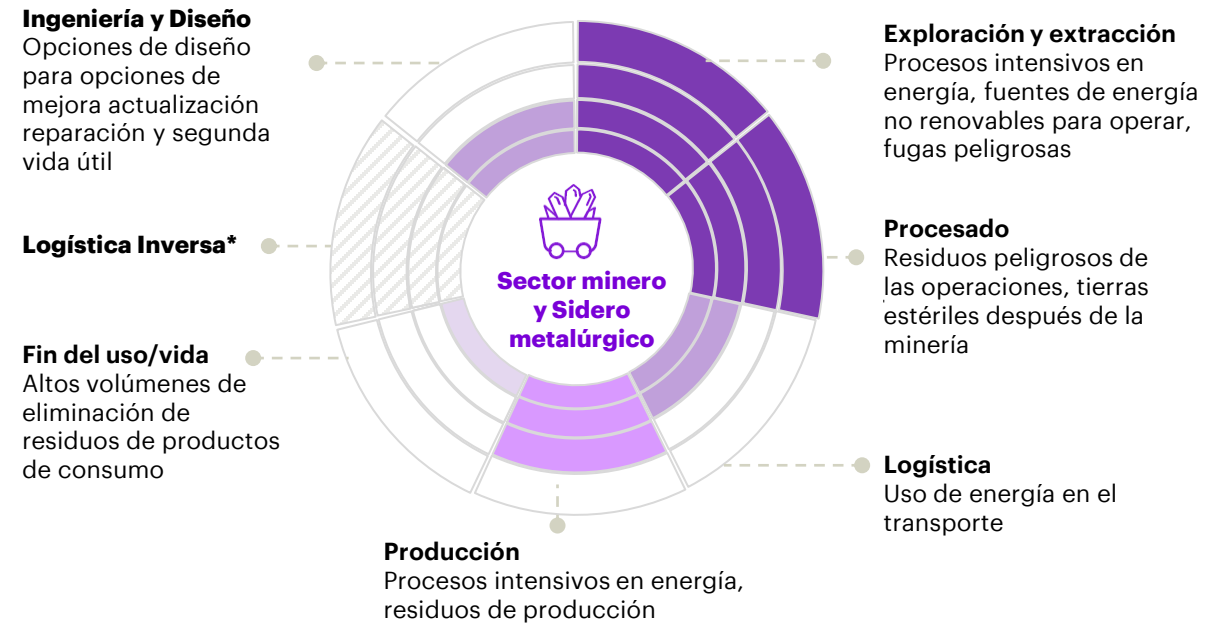 Ingeniería y Diseño
Opciones de diseño
para opciones de
mejora actualización
reparación y segunda
vida útil
Exploración y extracción
Procesos intensivos en
energía, fuentes de energía
no renovables para operar,
fugas peligrosas
Logística Inversa*
Procesado
Residuos peligrosos de
las operaciones, tierras
estériles después de la
minería
Sector minero
y Sidero
metalúrgico
Fin del uso/vida
Altos volúmenes de
eliminación de
residuos de productos
de consumo
Logística
Uso de energía en el
transporte
Producción
Procesos intensivos en energía,
residuos de producción